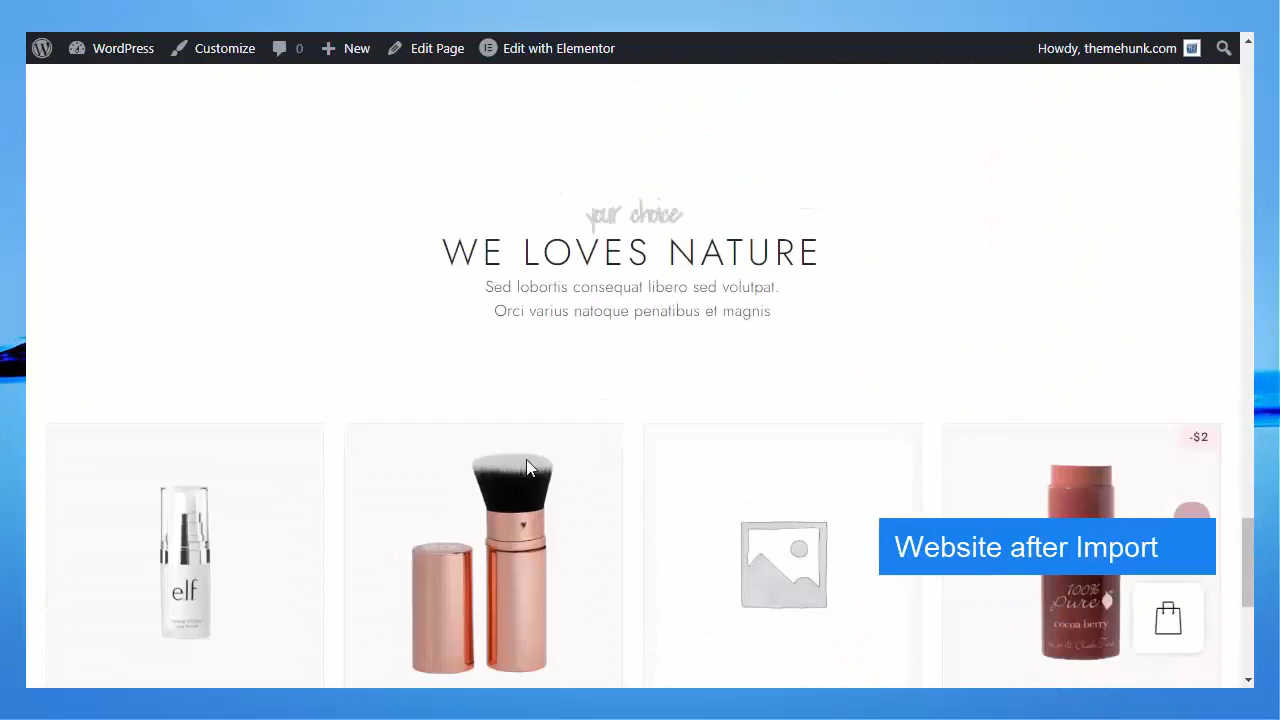 WordPress Customize 0 New Edit Page Edit with Elementor Howdy, themehunk.com
your choice
WE LOVES NATURE
Sed lobortis consequat libero sed volutpat.
Orci varius natoque penatibus et magnis
-$2
Website after Import
elf
100%
Pure
cocoa berry